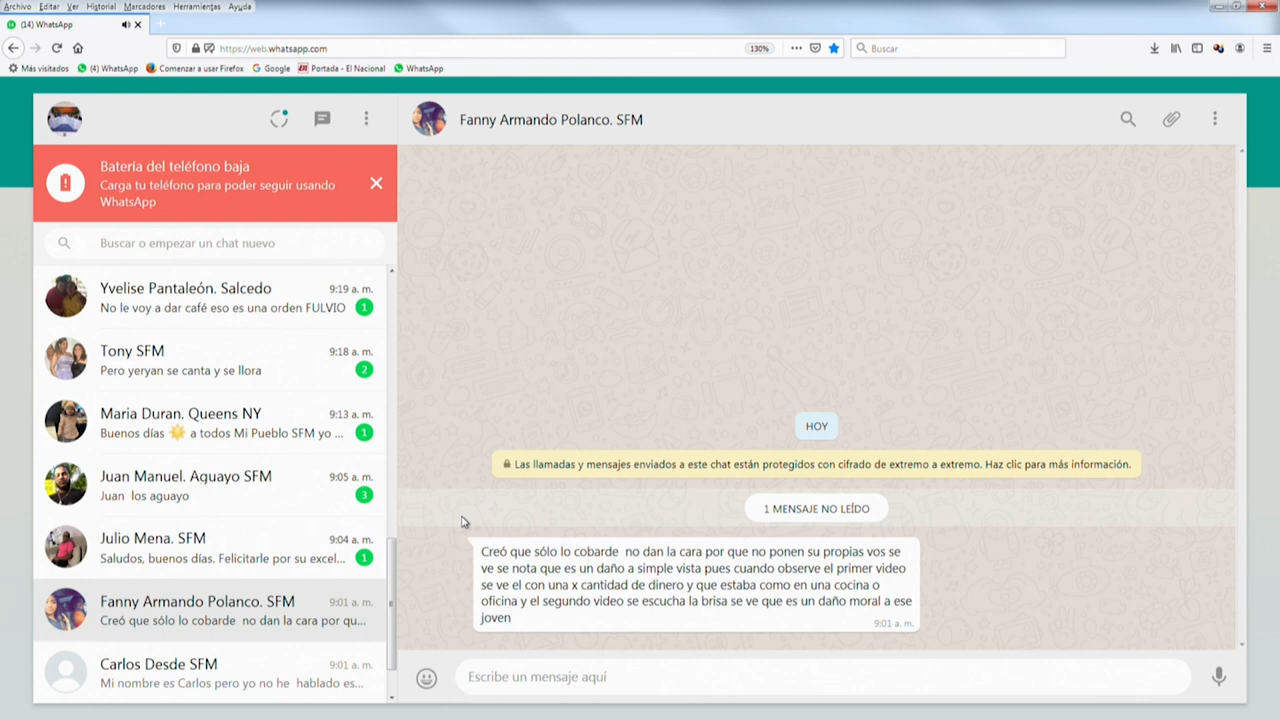 Archivo Editar Ver Historial Marcadores Herramientas Ayuda
(14) WhatsApp
https://web.whatsapp.com
130%
Buscar
Más visitados (4) WhatsApp Comenzar a usar Firefox Google Portada - El Nacional WhatsApp
Batería del teléfono baja
Carga tu teléfono para poder seguir usando
WhatsApp
Buscar o empezar un chat nuevo
Yvelise Pantaleón. Salcedo 9:19 a. m.
No le voy a dar café eso es una orden FULVIO 1
Tony SFM 9:18 a. m.
Pero yeryan se canta y se llora 2
Maria Duran. Queens NY 9:13 a. m.
Buenos días ☀️ a todos Mi Pueblo SFM yo ... 1
Juan Manuel. Aguayo SFM 9:05 a. m.
Juan los aguayo 3
Julio Mena. SFM 9:04 a. m.
Saludos, buenos días. Felicitarle por su excel... 1
Fanny Armando Polanco. SFM 9:01 a. m.
Creó que sólo lo cobarde no dan la cara por qu...
Carlos Desde SFM 9:01 a. m.
Mi nombre es Carlos pero yo no he hablado es...
Fanny Armando Polanco. SFM
HOY
Las llamadas y mensajes enviados a este chat están protegidos con cifrado de extremo a extremo. Haz clic para más información.
1 MENSAJE NO LEÍDO
Creó que sólo lo cobarde no dan la cara por que no ponen su propias vos se
ve se nota que es un daño a simple vista pues cuando observe el primer video
se ve el con una x cantidad de dinero y que estaba como en una cocina o
oficina y el segundo video se escucha la brisa se ve que es un daño moral a ese
joven
9:01 a. m.
Escribe un mensaje aquí